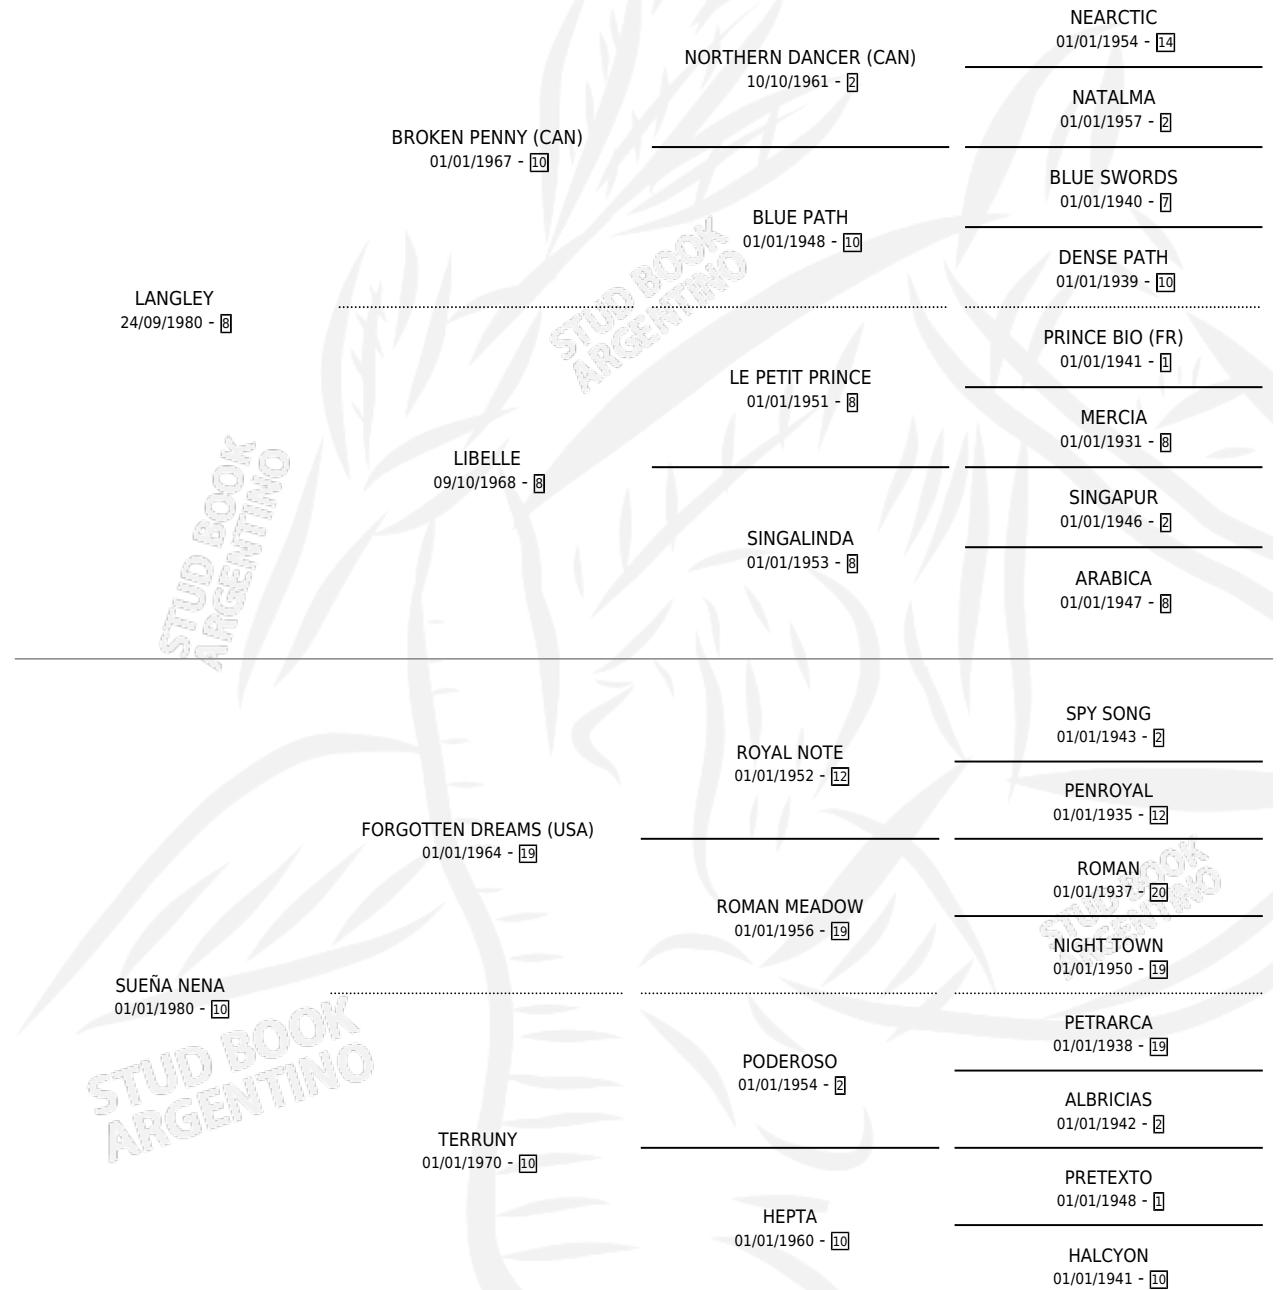 NEARCTIC
01/01/1954 - 14
NORTHERN DANCER (CAN)
10/10/1961 - 2
NATALMA
01/01/1957 - 2
BROKEN PENNY (CAN)
01/01/1967 - 10
BLUE SWORDS
01/01/1940 - 7
BLUE PATH
01/01/1948 - 10
DENSE PATH
01/01/1939 - 10
LANGLEY
24/09/1980 - 8
STUD BOOK
ARGENTINO
PRINCE BIO (FR)
01/01/1941 - 1
LE PETIT PRINCE
01/01/1951 - 8
MERCIA
01/01/1931 - 8
LIBELLE
09/10/1968 - 8
SINGAPUR
01/01/1946 - 2
SINGALINDA
01/01/1953 - 8
ARABICA
01/01/1947 - 8
STUD BOOK
ARGENTINO
SPY SONG
01/01/1943 - 2
ROYAL NOTE
01/01/1952 - 12
PENROYAL
01/01/1935 - 12
FORGOTTEN DREAMS (USA)
01/01/1964 - 19
ROMAN
01/01/1937 - 20
STUD BOOK
ARGENTINO
ROMAN MEADOW
01/01/1956 - 19
NIGHT TOWN
01/01/1950 - 19
SUEÑA NENA
01/01/1980 - 10
STUD BOOK
ARGENTINO
PETRARCA
01/01/1938 - 19
PODEROSO
01/01/1954 - 2
ALBRICIAS
01/01/1942 - 2
TERRUNY
01/01/1970 - 10
PRETEXTO
01/01/1948 - 1
HEPTA
01/01/1960 - 10
HALCYON
01/01/1941 - 10